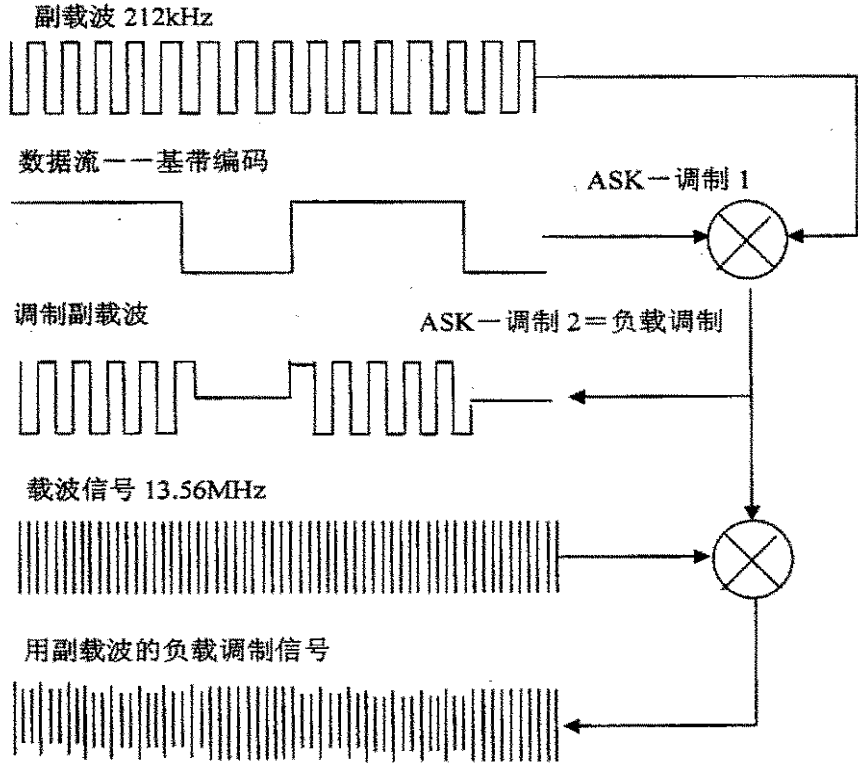 副载波 212kHz
数据流——基带编码
ASK—调制 1
调制副载波
ASK—调制 2＝负载调制
载波信号 13.56MHz
用副载波的负载调制信号